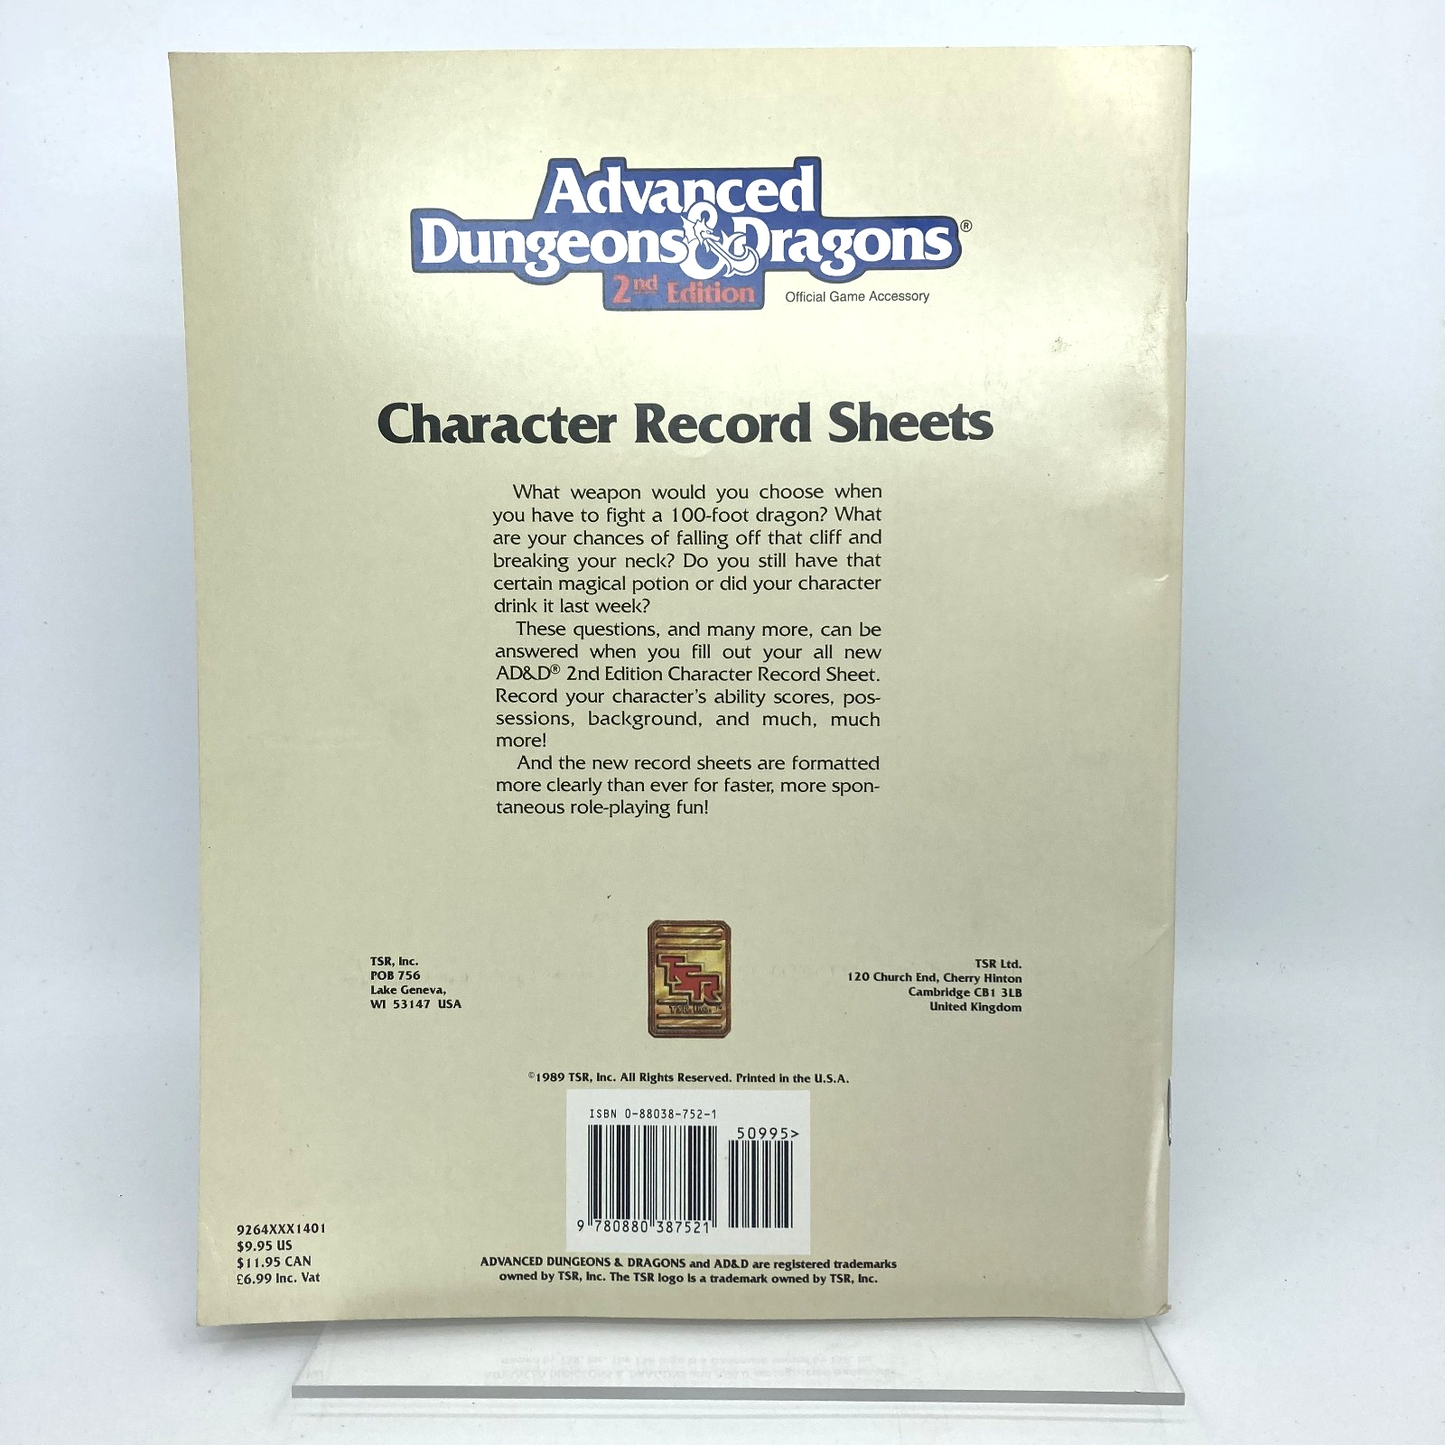 Advanced
Dungeons & Dragons®
2nd Edition
Official Game Accessory
Character Record Sheets
What weapon would you choose when
you have to fight a 100-foot dragon? What
are your chances of falling off that cliff and
breaking your neck? Do you still have that
certain magical potion or did your character
drink it last week?
These questions, and many more, can be
answered when you fill out your all new
AD&D® 2nd Edition Character Record Sheet.
Record your character's ability scores, pos-
sessions, background, and much, much
more!
And the new record sheets are formatted
more clearly than ever for faster, more spon-
taneous role-playing fun!
TSR, Inc.
POB 756
Lake Geneva,
WI 53147 USA
TSR
TSR, Inc.™
TSR Ltd.
120 Church End, Cherry Hinton
Cambridge CB1 3LB
United Kingdom
©1989 TSR, Inc. All Rights Reserved. Printed in the U.S.A.
ISBN 0-88038-752-1
50995>
9 780880 387521
9264XXX1401
$9.95 US
$11.95 CAN
£6.99 Inc. Vat
ADVANCED DUNGEONS & DRAGONS and AD&D are registered trademarks
owned by TSR, Inc. The TSR logo is a trademark owned by TSR, Inc.